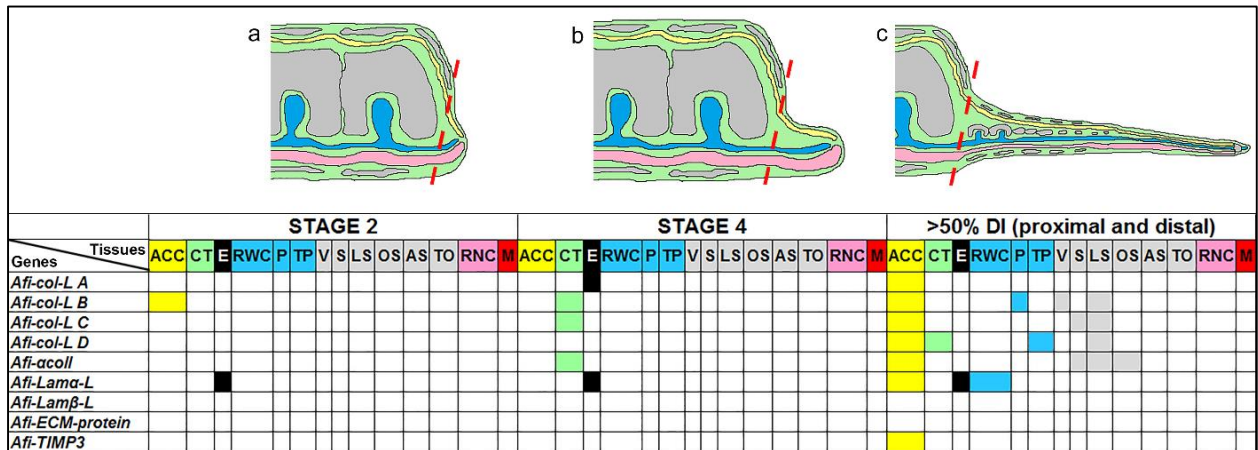 a b c
STAGE 2 STAGE 4 >50% DI (proximal and distal)
Tissues ACC CT E RWC P TP V S LS OS AS TO RNC M ACC CT E RWC P TP V S LS OS AS TO RNC M ACC CT E RWC P TP V S LS OS AS TO RNC M
Genes
Afi-col-L A
Afi-col-L B
Afi-col-L C
Afi-col-L D
Afi-αcoll
Afi-Lamα-L
Afi-Lamβ-L
Afi-ECM-protein
Afi-TIMP3